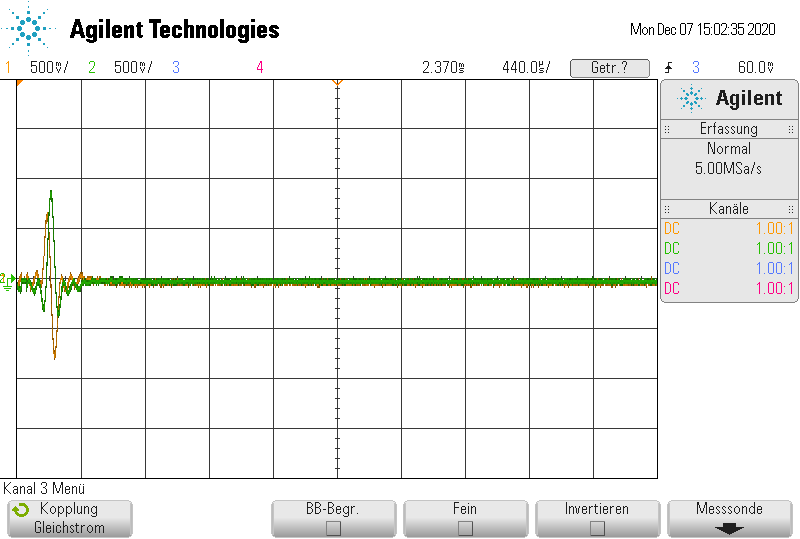 Agilent Technologies
Mon Dec 07 15:02:35 2020
1 500mV/ 2 500mV/ 3 4 2.370s 440.0s/ Getr.? 3 60.0mV
Agilent
Erfassung
Normal
5.00MSa/s
Kanäle
DC 1.00:1
DC 1.00:1
DC 1.00:1
DC 1.00:1
2
Kanal 3 Menü
Kopplung
Gleichstrom
BB-Begr.
Fein
Invertieren
Messsonde